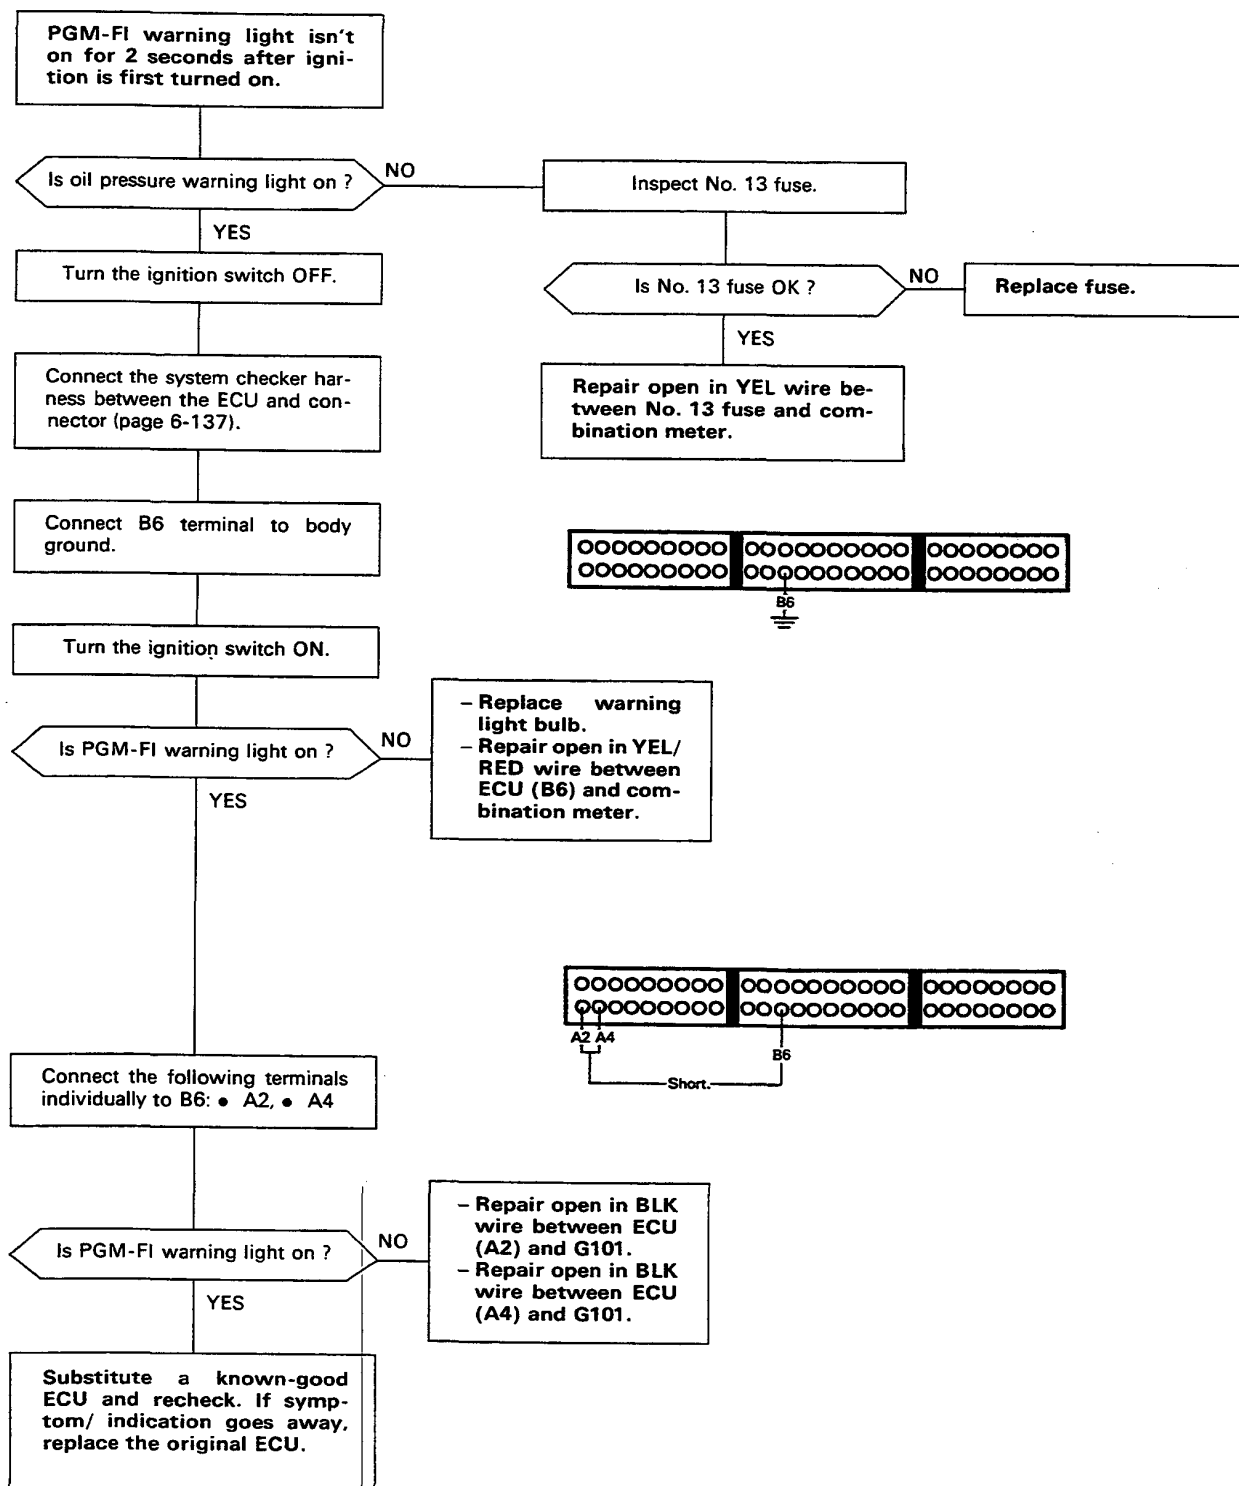 PGM-FI warning light isn't
on for 2 seconds after igni-
tion is first turned on.
Is oil pressure warning light on ?
NO
Inspect No. 13 fuse.
YES
Turn the ignition switch OFF.
Is No. 13 fuse OK ?
NO
Replace fuse.
YES
Connect the system checker har-
ness between the ECU and con-
nector (page 6-137).
Repair open in YEL wire be-
tween No. 13 fuse and com-
bination meter.
Connect B6 terminal to body
ground.
B6
Turn the ignition switch ON.
Is PGM-FI warning light on ?
NO
– Replace warning
light bulb.
– Repair open in YEL/
RED wire between
ECU (B6) and com-
bination meter.
YES
A2 A4
B6
Short.
Connect the following terminals
individually to B6: ● A2, ● A4
Is PGM-FI warning light on ?
NO
– Repair open in BLK
wire between ECU
(A2) and G101.
– Repair open in BLK
wire between ECU
(A4) and G101.
YES
Substitute a known-good
ECU and recheck. If symp-
tom/ indication goes away,
replace the original ECU.